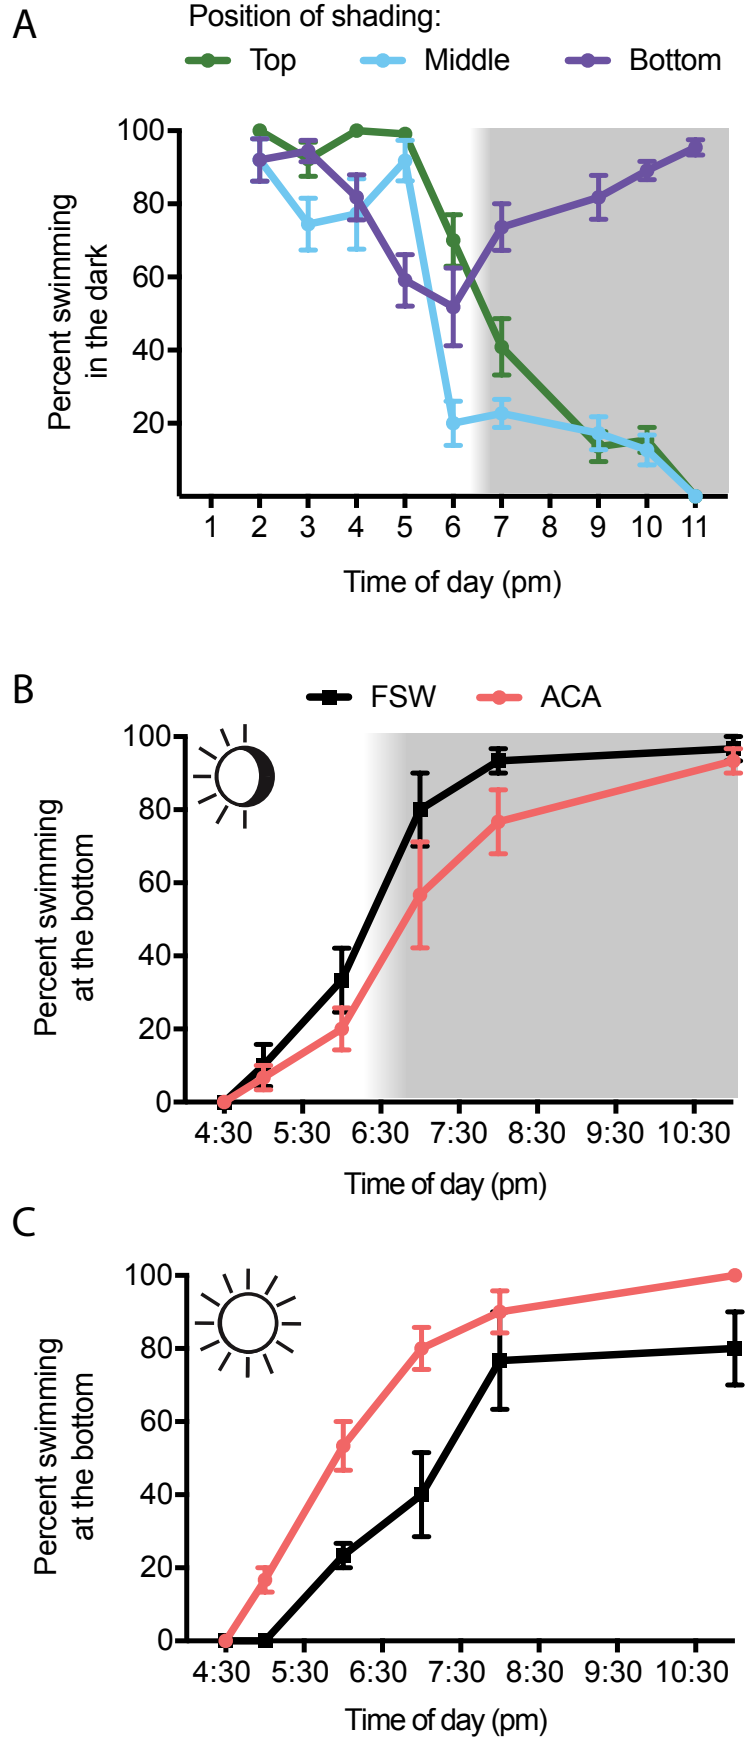 A
Position of shading:
Top Middle Bottom
100
80
60
40
20
Percent swimming
in the dark
1 2 3 4 5 6 7 8 9 10 11
Time of day (pm)
B
FSW ACA
100
80
60
40
20
0
Percent swimming
at the bottom
4:30 5:30 6:30 7:30 8:30 9:30 10:30
Time of day (pm)
C
100
80
60
40
20
0
Percent swimming
at the bottom
4:30 5:30 6:30 7:30 8:30 9:30 10:30
Time of day (pm)